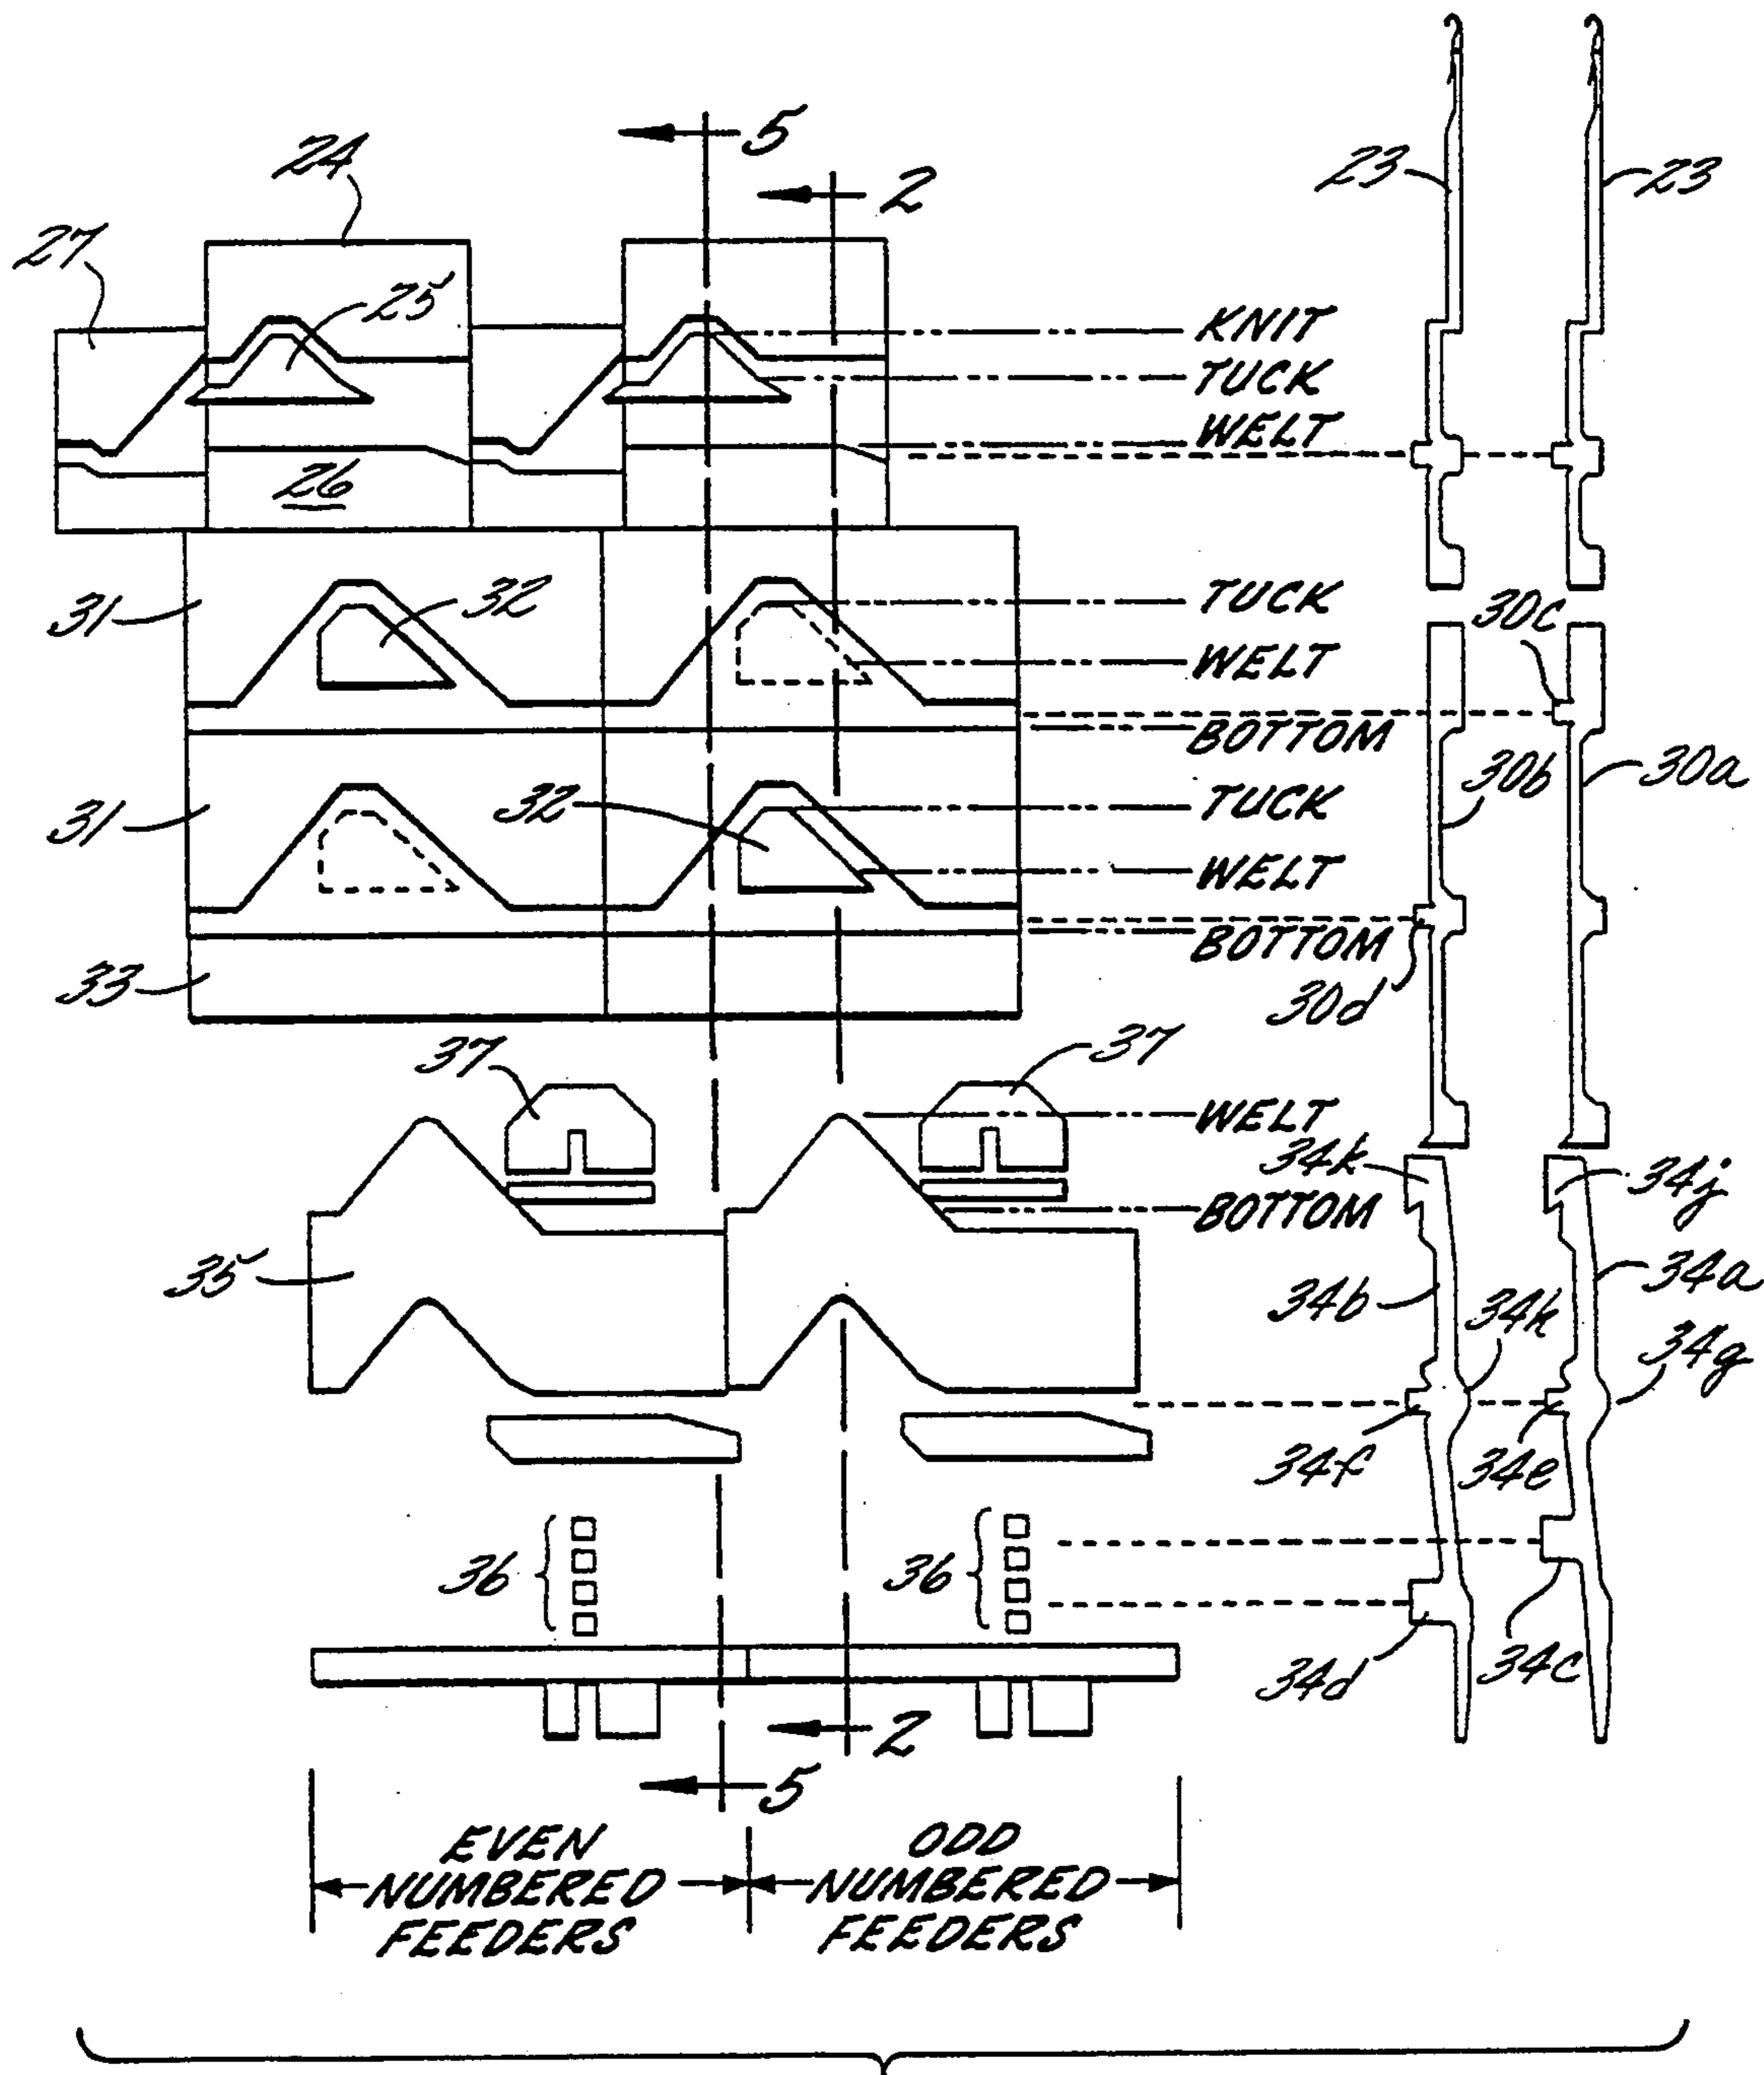 5
2
24
27
25
23
23
KNIT
TUCK
WELT
26
31
32
TUCK
30c
WELT
BOTTOM
31
32
TUCK
30b
30a
WELT
BOTTOM
33
30d
37
37
WELT
34k
34j
BOTTOM
35
34b
34a
34h
34g
34f
34e
36
36
34d
34c
2
5
EVEN NUMBERED FEEDERS
ODD NUMBERED FEEDERS